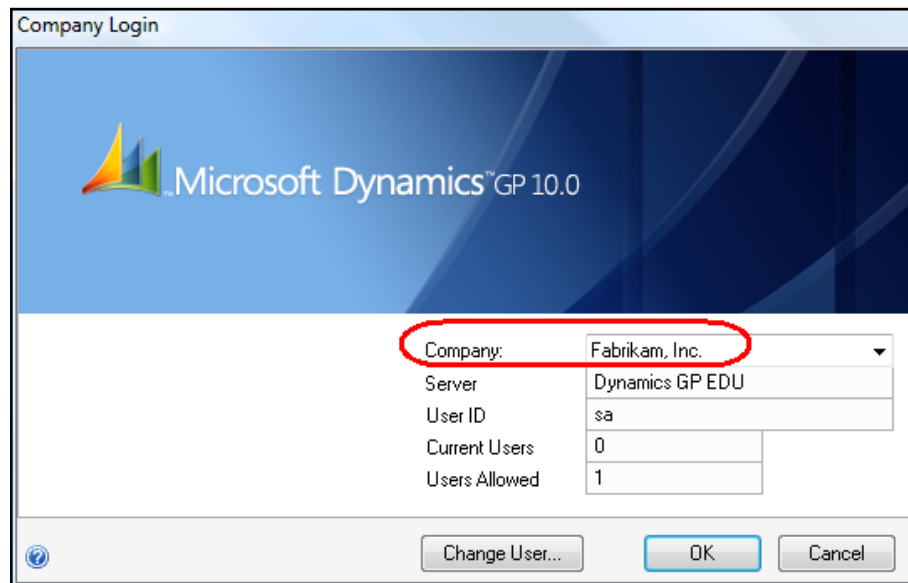 Company Login
Microsoft Dynamics™ GP 10.0
Company: Fabrikam, Inc.
Server Dynamics GP EDU
User ID sa
Current Users 0
Users Allowed 1
? Change User... OK Cancel